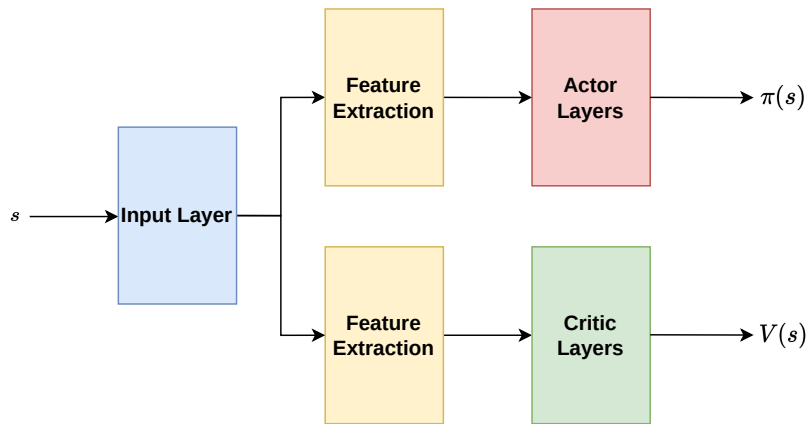 s
Input Layer
Feature
Extraction
Actor
Layers
π(s)
Feature
Extraction
Critic
Layers
V(s)